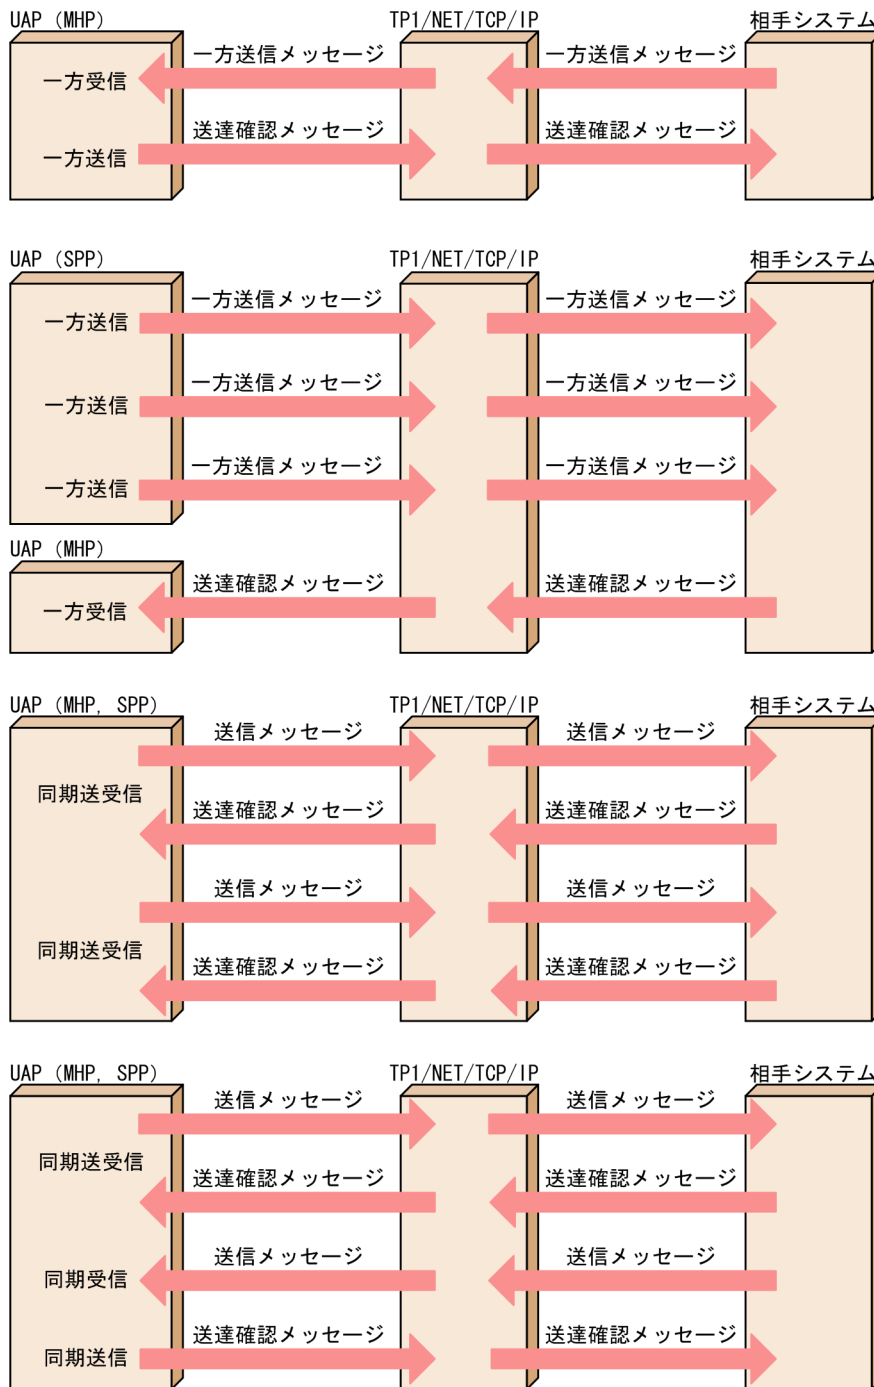 UAP (MHP) TP1/NET/TCP/IP 相手システム
一方送信メッセージ 一方送信メッセージ
一方受信
送達確認メッセージ 送達確認メッセージ
一方送信
UAP (SPP) TP1/NET/TCP/IP 相手システム
一方送信メッセージ 一方送信メッセージ
一方送信
一方送信メッセージ 一方送信メッセージ
一方送信
一方送信メッセージ 一方送信メッセージ
一方送信
UAP (MHP)
送達確認メッセージ 送達確認メッセージ
一方受信
UAP (MHP, SPP) TP1/NET/TCP/IP 相手システム
送信メッセージ 送信メッセージ
同期送受信
送達確認メッセージ 送達確認メッセージ
送信メッセージ 送信メッセージ
同期送受信
送達確認メッセージ 送達確認メッセージ
UAP (MHP, SPP) TP1/NET/TCP/IP 相手システム
送信メッセージ 送信メッセージ
同期送受信
送達確認メッセージ 送達確認メッセージ
送信メッセージ 送信メッセージ
同期受信
送達確認メッセージ 送達確認メッセージ
同期送信